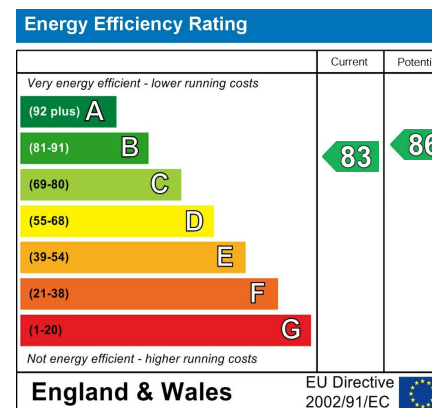 Energy Efficiency Rating
Current Potenti
Very energy efficient - lower running costs
(92 plus) A
(81-91) B
83 86
(69-80) C
(55-68) D
(39-54) E
(21-38) F
(1-20) G
Not energy efficient - higher running costs
England & Wales
EU Directive
2002/91/EC